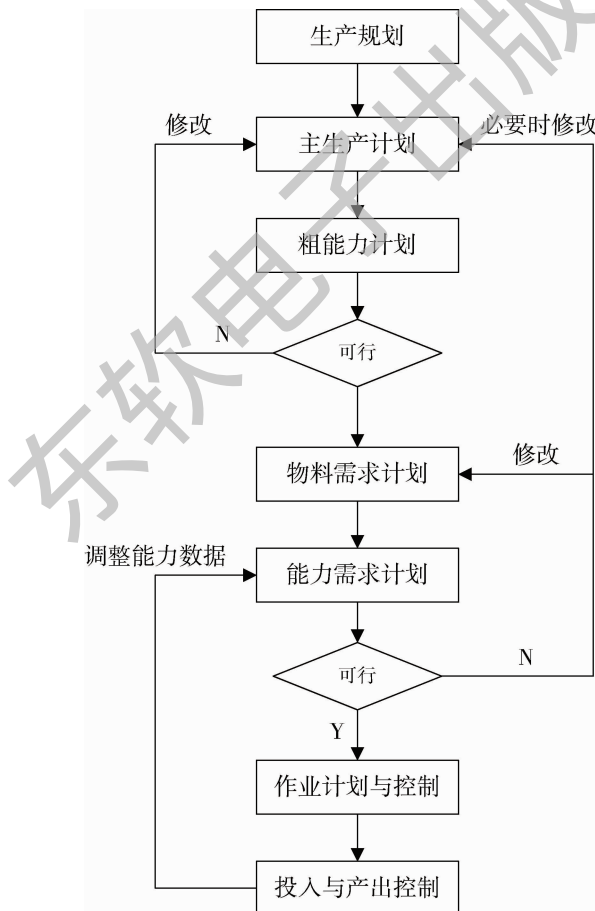 生产规划
修改
必要时修改
主生产计划
粗能力计划
N
可行
物料需求计划
修改
调整能力数据
能力需求计划
可行
N
Y
作业计划与控制
投入与产出控制
东软电子出版